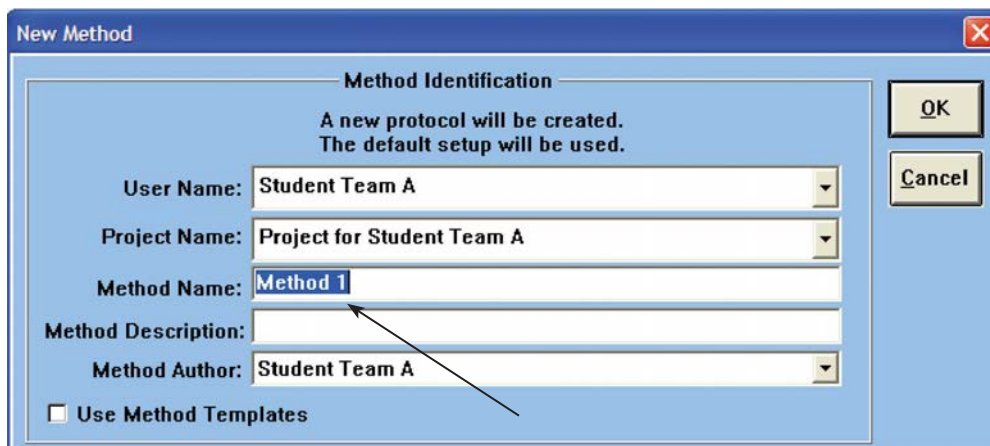 New Method
Method Identification
A new protocol will be created.
The default setup will be used.
User Name: Student Team A
Project Name: Project for Student Team A
Method Name: Method 1
Method Description:
Method Author: Student Team A
Use Method Templates
OK
Cancel